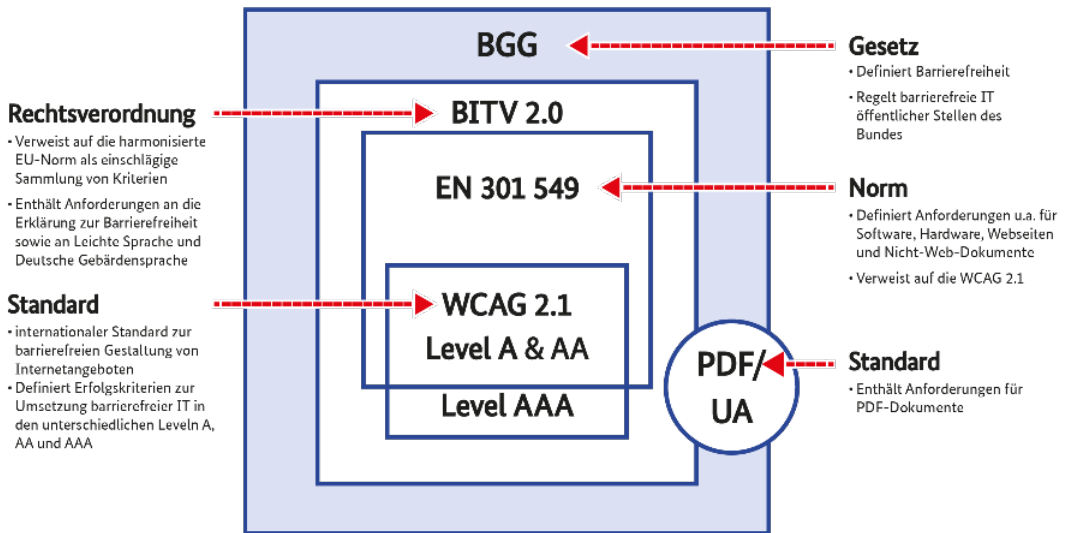 BGG
Gesetz
• Definiert Barrierefreiheit
• Regelt barrierefreie IT
öffentlicher Stellen des
Bundes
Rechtsverordnung
• Verweist auf die harmonisierte
EU-Norm als einschlägige
Sammlung von Kriterien
• Enthält Anforderungen an die
Erklärung zur Barrierefreiheit
sowie an Leichte Sprache und
Deutsche Gebärdensprache
BITV 2.0
EN 301 549
Norm
• Definiert Anforderungen u.a. für
Software, Hardware, Webseiten
und Nicht-Web-Dokumente
• Verweist auf die WCAG 2.1
Standard
• internationaler Standard zur
barrierefreien Gestaltung von
Internetangeboten
• Definiert Erfolgskriterien zur
Umsetzung barrierefreier IT in
den unterschiedlichen Leveln A,
AA und AAA
WCAG 2.1
Level A & AA
Level AAA
PDF/
UA
Standard
• Enthält Anforderungen für
PDF-Dokumente